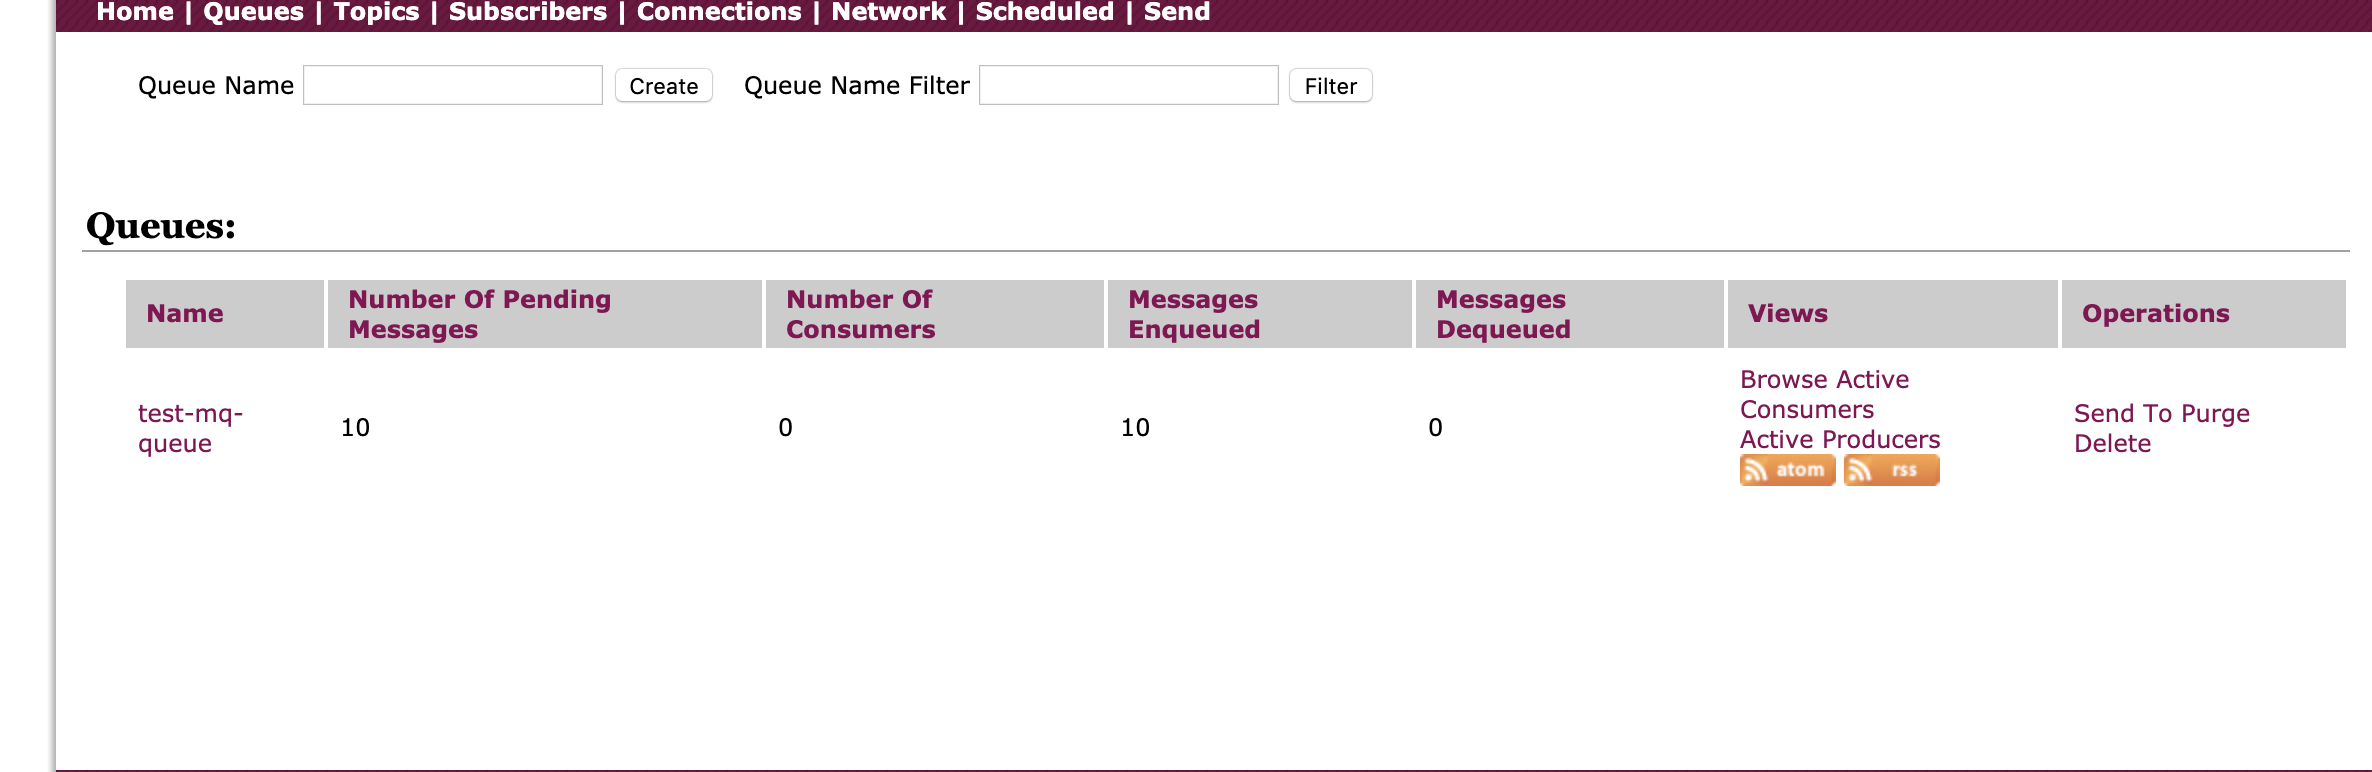 Home | Queues | Topics | Subscribers | Connections | Network | Scheduled | Send
Queue Name Create Queue Name Filter Filter
Queues:
Name
Number Of Pending
Messages
Number Of
Consumers
Messages
Enqueued
Messages
Dequeued
Views
Operations
test-mq-
queue
10
0
10
0
Browse Active
Consumers
Active Producers
atom rss
Send To Purge
Delete